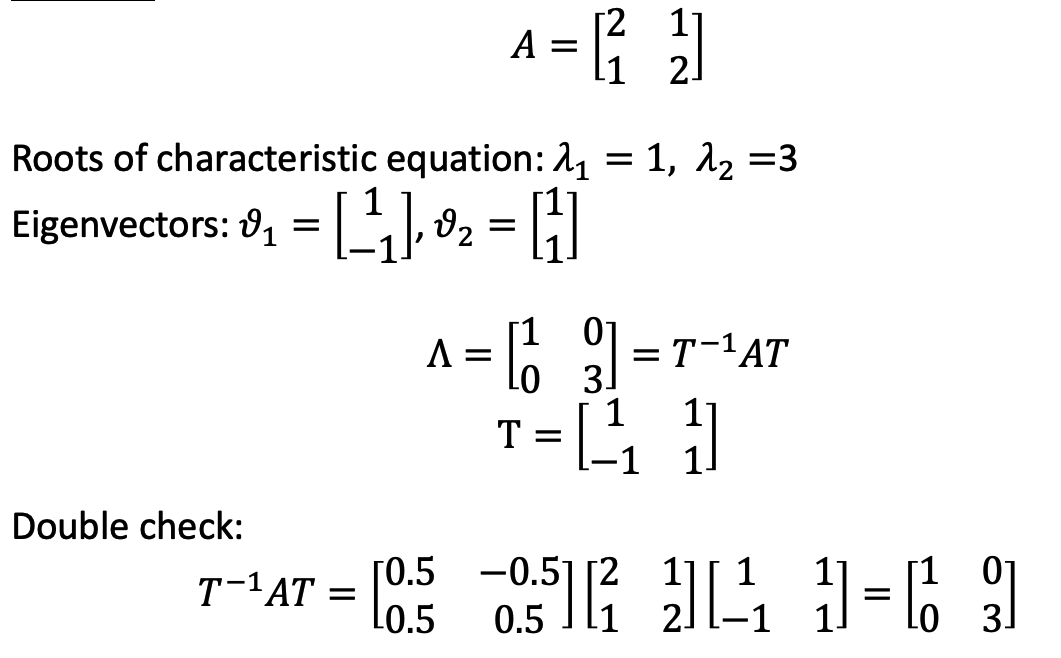 A = [2 1
1 2]
Roots of characteristic equation: λ₁ = 1, λ₂ =3
Eigenvectors: ϑ₁ = [1
−1], ϑ₂ = [1
1]
Λ = [1 0
0 3] = T⁻¹AT
T = [1 1
−1 1]
Double check:
T⁻¹AT = [0.5 −0.5
0.5 0.5] [2 1
1 2] [1 1
−1 1] = [1 0
0 3]